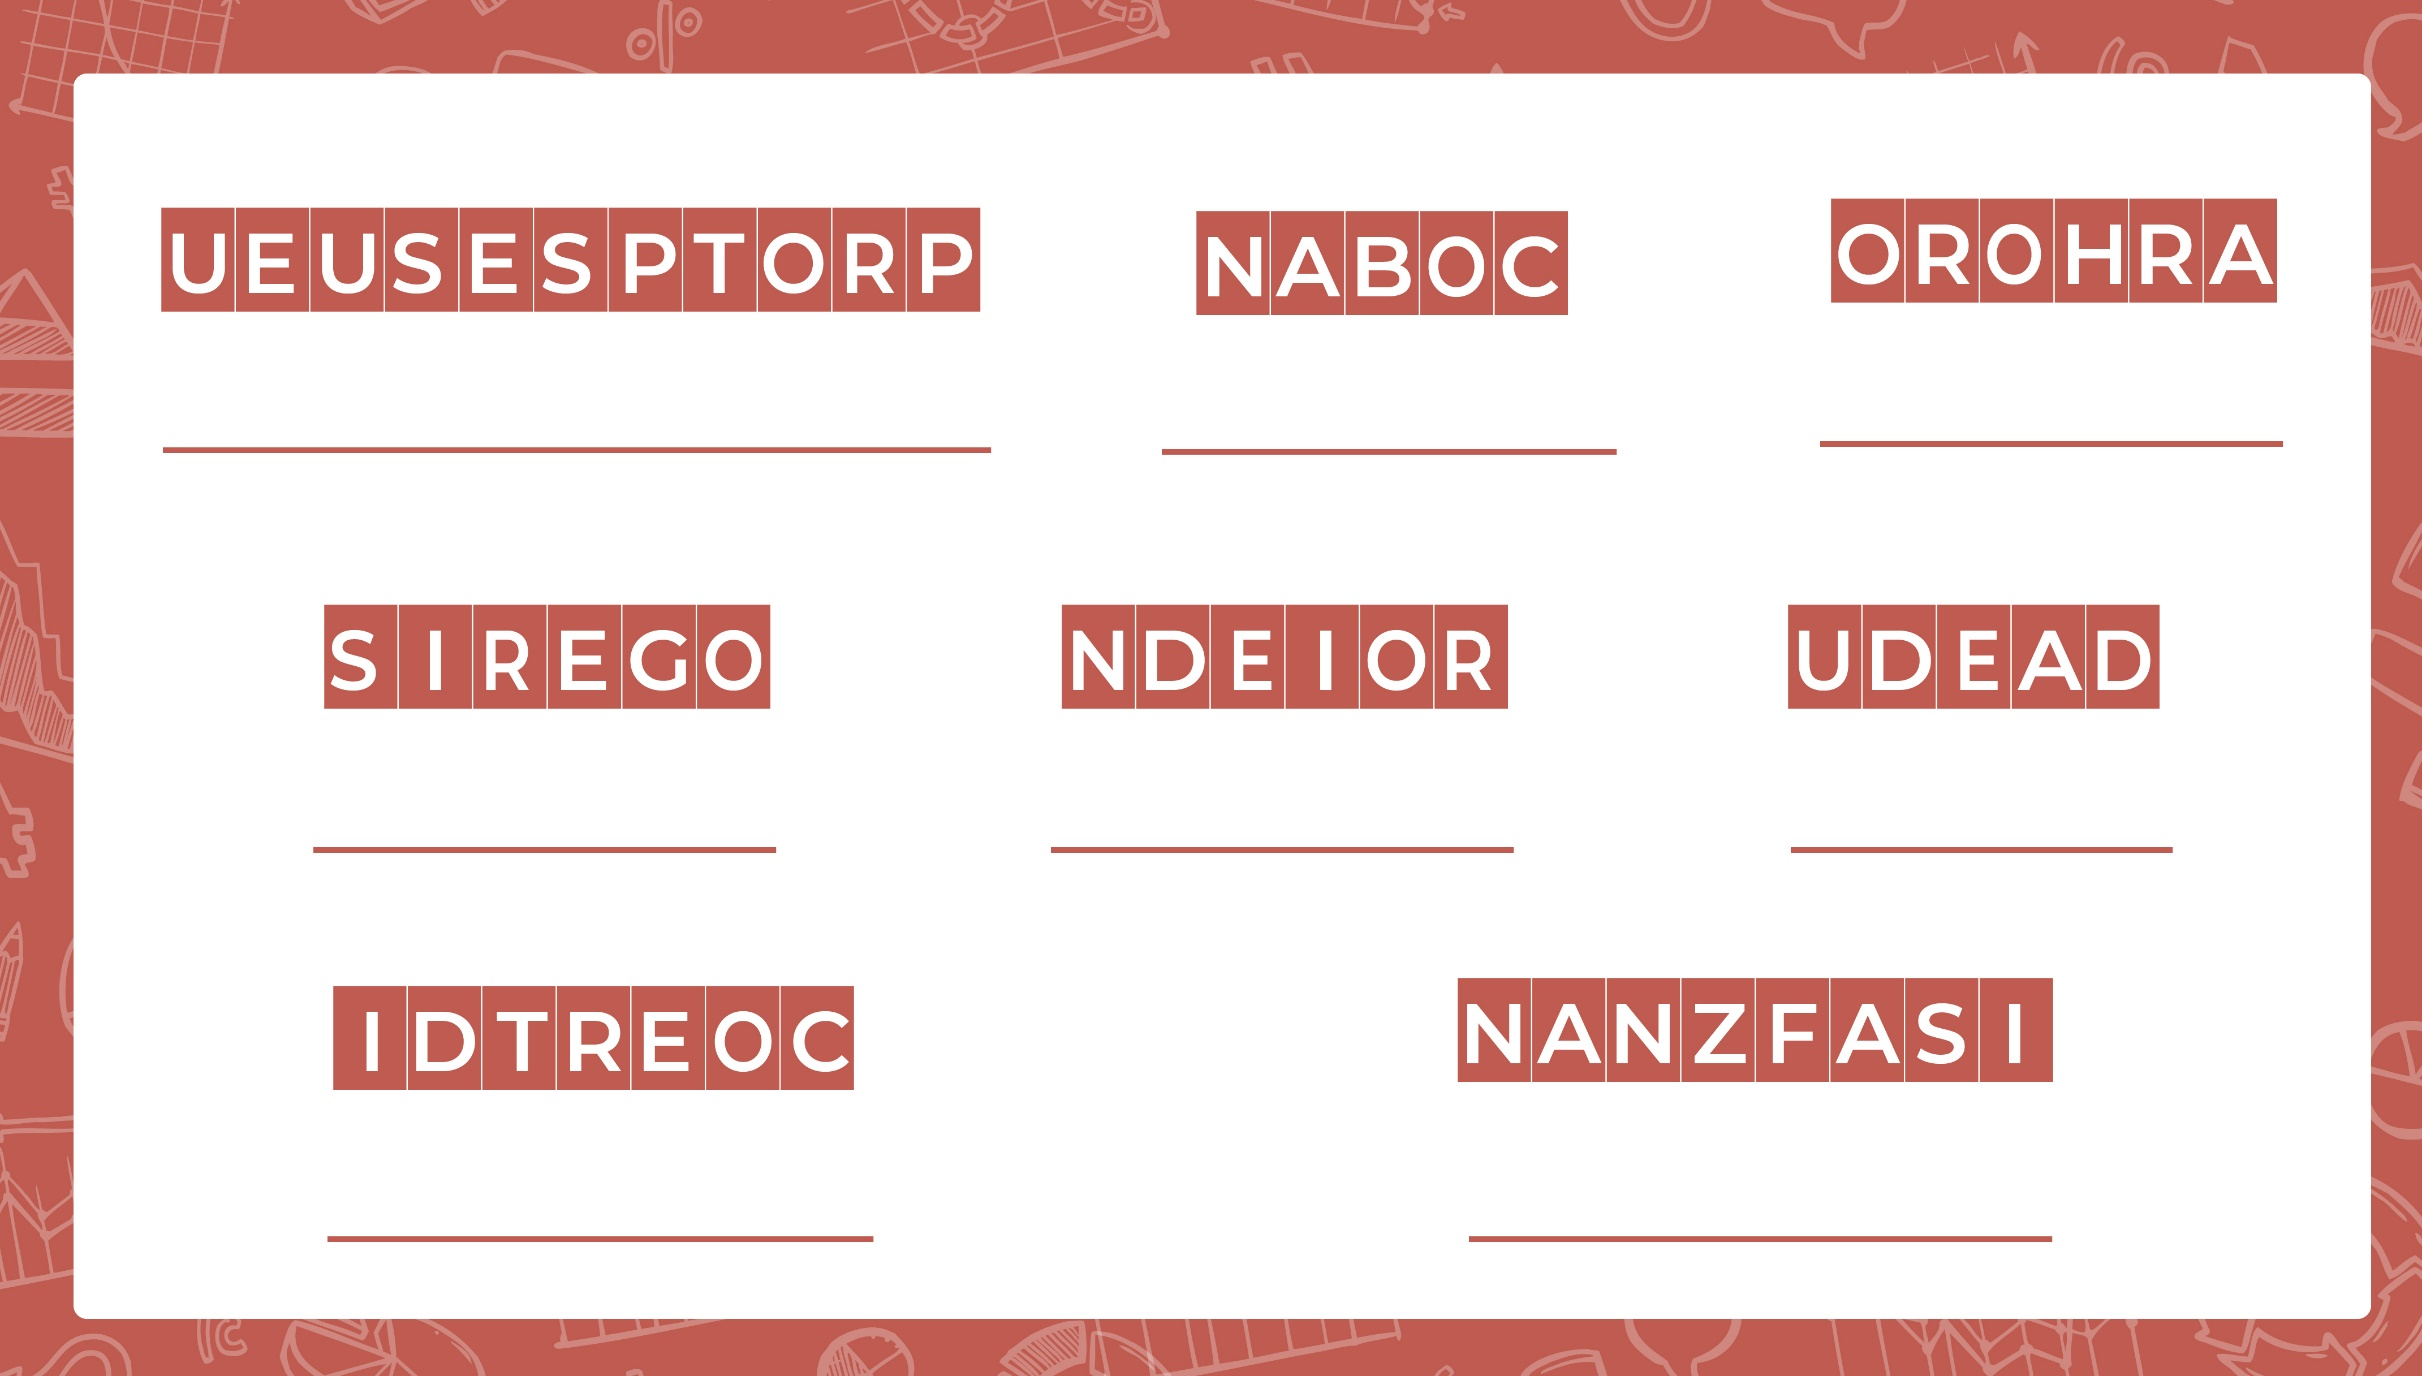 UEUSESPTORP
NABOC
OROHRA
SIREGO
NDEIOR
UDEAD
IDTREOC
NANZFASI